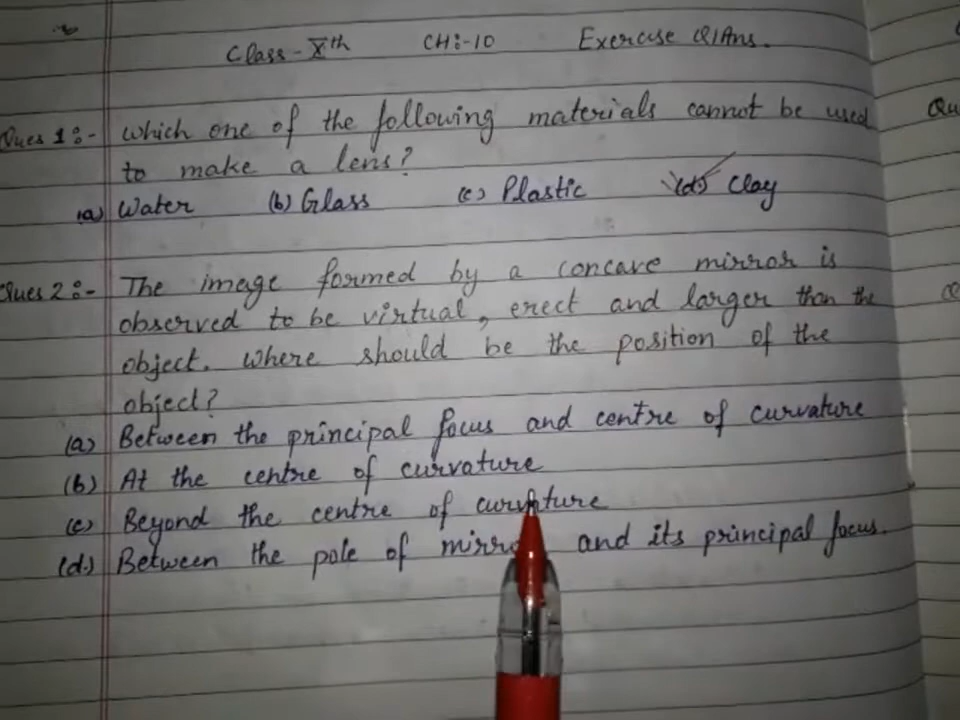 Class - Xth CH:-10 Exercise Q/Ans.
Ques 1:- Which one of the following materials cannot be used
to make a lens?
(a) Water (b) Glass (c) Plastic (d) Clay
Ques 2:- The image formed by a concave mirror is
observed to be virtual, erect and larger than the
object. Where should be the position of the
object?
(a) Between the principal focus and centre of curvature
(b) At the centre of curvature
(c) Beyond the centre of curvature
(d) Between the pole of mirror and its principal focus.
Qu